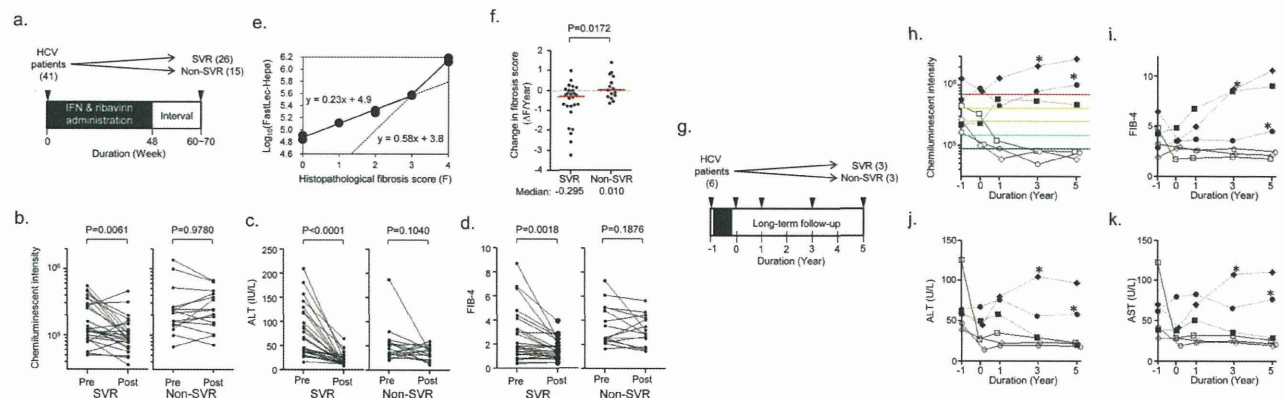 a.
HCV
patients
(41)
SVR (26)
Non-SVR (15)
IFN & ribavirin
administration
Interval
0
48
60~70
Duration (Week)
e.
Log10(FastLec-Hepa)
6.2
6.0
5.8
5.6
5.4
5.2
5.0
4.8
4.6
y = 0.23x + 4.9
y = 0.58x + 3.8
0 1 2 3 4
Histopathological fibrosis score (F)
f.
P=0.0172
Change in fibrosis score
(ΔF/Year)
2
1
0
-1
-2
-3
-4
SVR
Non-SVR
Median: -0.295 0.010
g.
HCV
patients
(6)
SVR (3)
Non-SVR (3)
Long-term follow-up
-1 0 1 3 5
Duration (Year)
b.
P=0.0061
P=0.9780
Chemiluminescent intensity
10^6
10^5
Pre Post
SVR
Pre Post
Non-SVR
c.
P<0.0001
P=0.1040
ALT (IU/L)
250
200
150
100
50
0
Pre Post
SVR
Pre Post
Non-SVR
d.
P=0.0018
P=0.1876
FIB-4
10
8
6
4
2
0
Pre Post
SVR
Pre Post
Non-SVR
h.
Chemiluminescent intensity
10^6
10^5
*
*
-1 0 1 3 5
Duration (Year)
i.
FIB-4
10
5
0
*
*
-1 0 1 3 5
Duration (Year)
j.
ALT (U/L)
150
100
50
0
*
*
-1 0 1 3 5
Duration (Year)
k.
AST (U/L)
150
100
50
0
*
*
-1 0 1 3 5
Duration (Year)